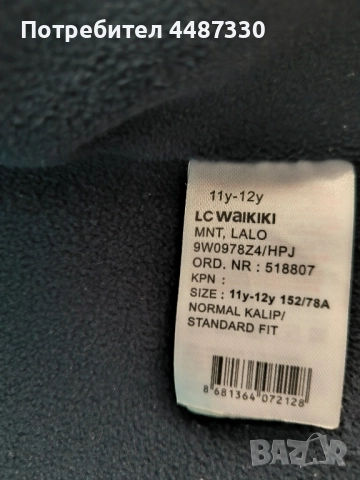 Потребител 4487330
11y-12y
LC WAIKIKI
MNT, LALO
9W0978Z4/HPJ
ORD. NR : 518807
KPN :
SIZE : 11y-12y 152/78A
NORMAL KALIP/
STANDARD FIT
8 681364 072128
BAZAR